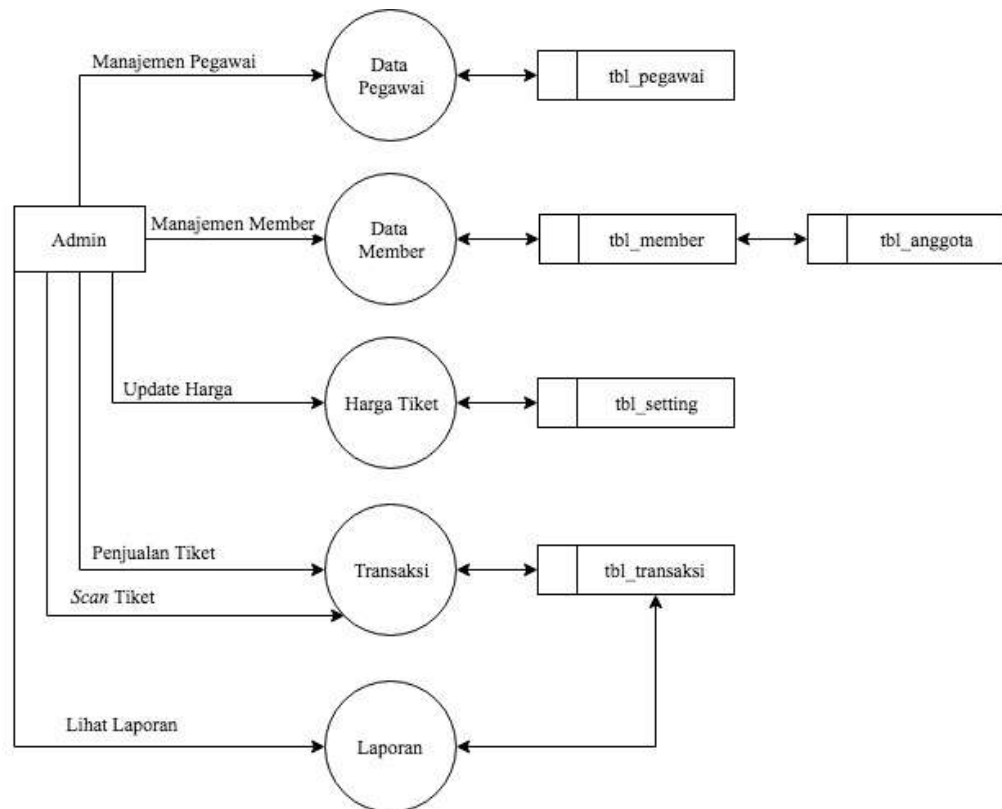 Manajemen Pegawai
Data
Pegawai
tbl_pegawai
Admin
Manajemen Member
Data
Member
tbl_member
tbl_anggota
Update Harga
Harga Tiket
tbl_setting
Penjualan Tiket
Transaksi
tbl_transaksi
Scan Tiket
Lihat Laporan
Laporan